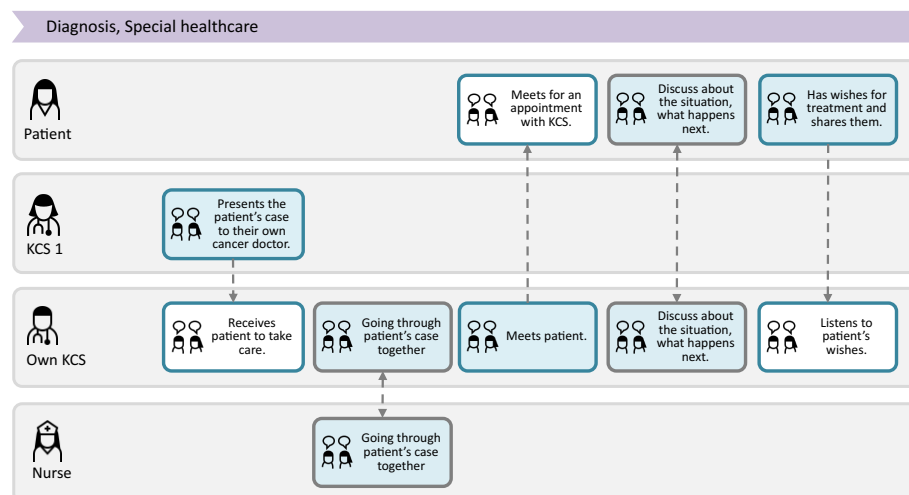 Diagnosis, Special healthcare
Patient
Meets for an
appointment
with KCS.
Discuss about
the situation,
what happens
next.
Has wishes for
treatment and
shares them.
KCS 1
Presents the
patient's case
to their own
cancer doctor.
Own KCS
Receives
patient to take
care.
Going through
patient's case
together
Meets patient.
Discuss about
the situation,
what happens
next.
Listens to
patient's
wishes.
Nurse
Going through
patient's case
together